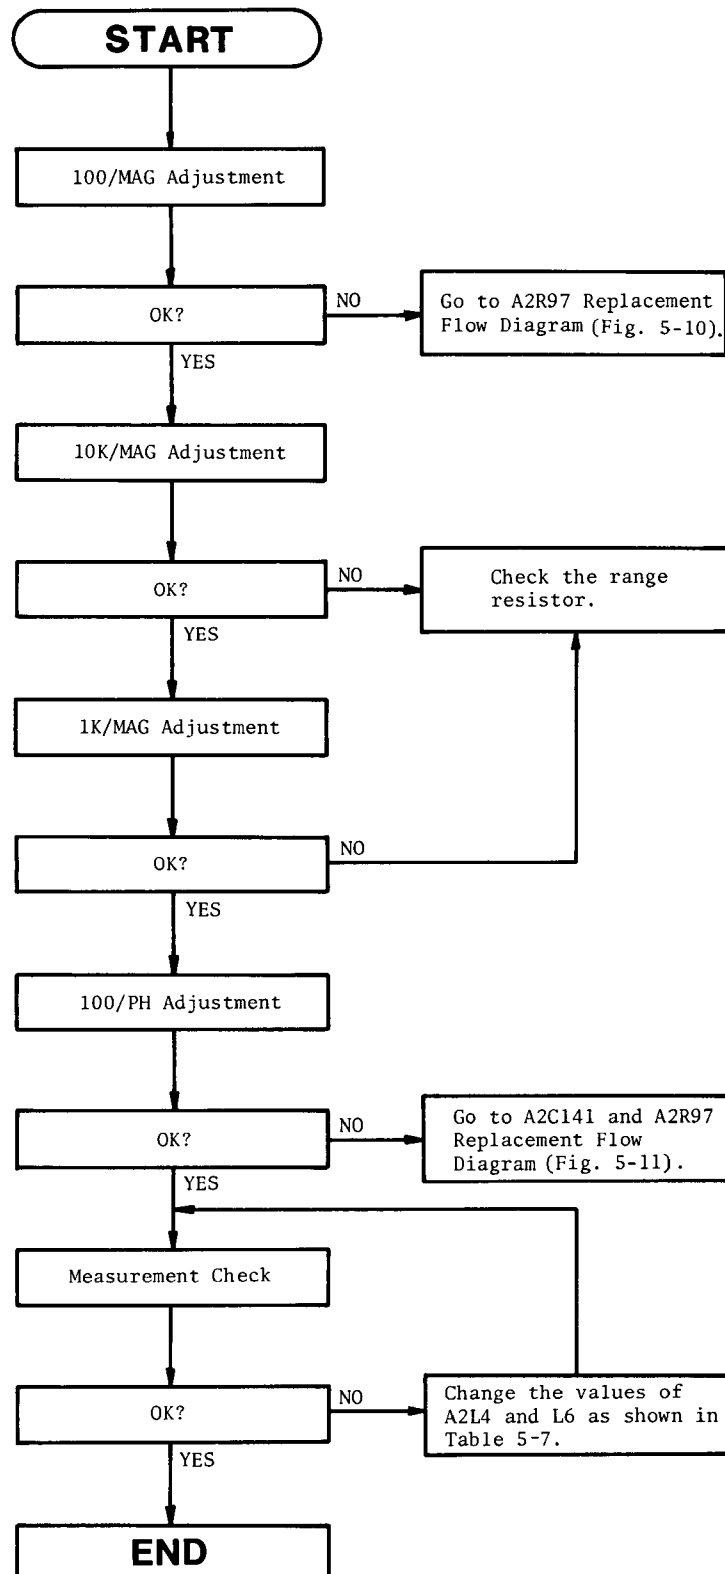 START
100/MAG Adjustment
OK?
NO
Go to A2R97 Replacement
Flow Diagram (Fig. 5-10).
YES
10K/MAG Adjustment
OK?
NO
Check the range
resistor.
YES
1K/MAG Adjustment
OK?
NO
YES
100/PH Adjustment
OK?
NO
Go to A2C141 and A2R97
Replacement Flow
Diagram (Fig. 5-11).
YES
Measurement Check
OK?
NO
Change the values of
A2L4 and L6 as shown in
Table 5-7.
YES
END